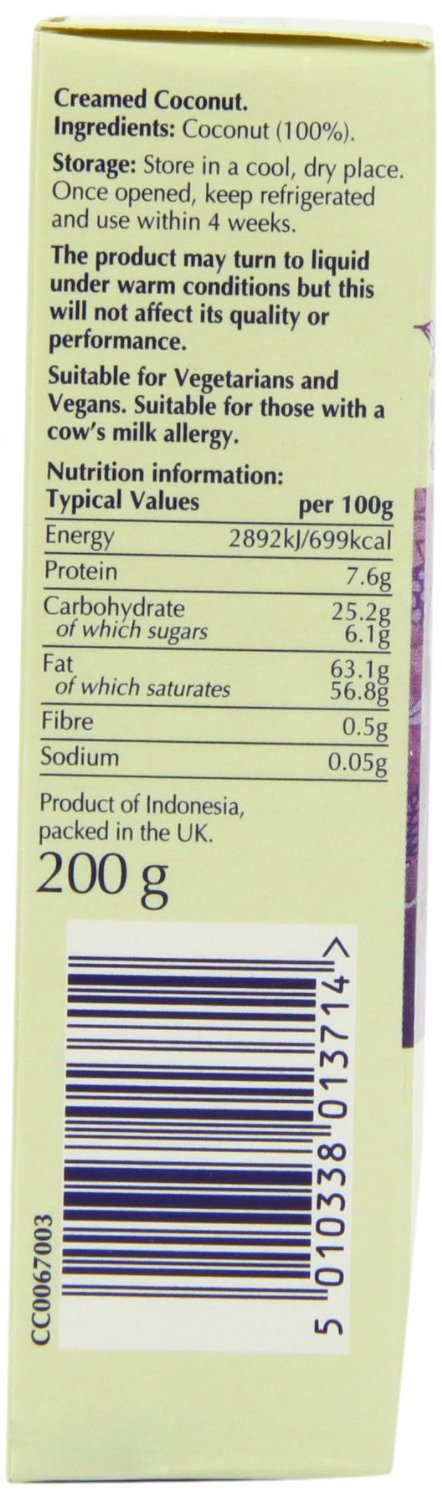 Creamed Coconut.
Ingredients: Coconut (100%).
Storage: Store in a cool, dry place.
Once opened, keep refrigerated
and use within 4 weeks.
The product may turn to liquid
under warm conditions but this
will not affect its quality or
performance.
Suitable for Vegetarians and
Vegans. Suitable for those with a
cow's milk allergy.
Nutrition information:
Typical Values per 100g
Energy 2892kJ/699kcal
Protein 7.6g
Carbohydrate 25.2g
of which sugars 6.1g
Fat 63.1g
of which saturates 56.8g
Fibre 0.5g
Sodium 0.05g
Product of Indonesia,
packed in the UK.
200 g
5 010338 013714 >
CC0067003